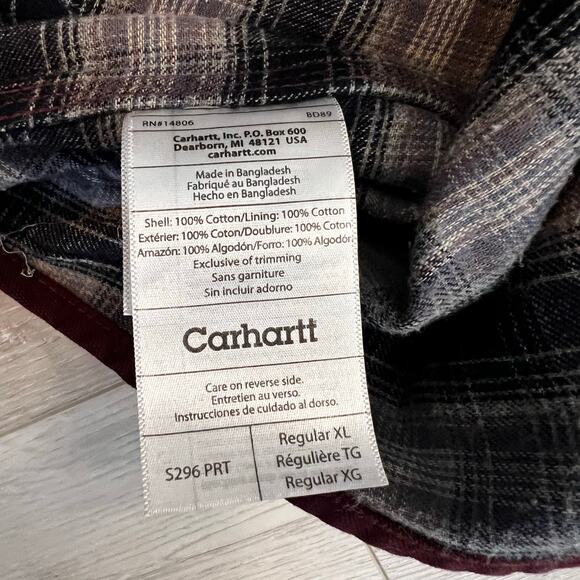 RN#14806 BD89
Carhartt, Inc. P.O. Box 600
Dearborn, MI 48121 USA
carhartt.com
Made in Bangladesh
Fabriqué au Bangladesh
Hecho en Bangladesh
Shell: 100% Cotton/Lining: 100% Cotton
Extérier: 100% Coton/Doublure: 100% Coton
Amazón: 100% Algodón/Forro: 100% Algodón
Exclusive of trimming
Sans garniture
Sin incluir adorno
Carhartt
Care on reverse side.
Entretien au verso.
Instrucciones de cuidado al dorso.
S296 PRT
Regular XL
Régulière TG
Regular XG